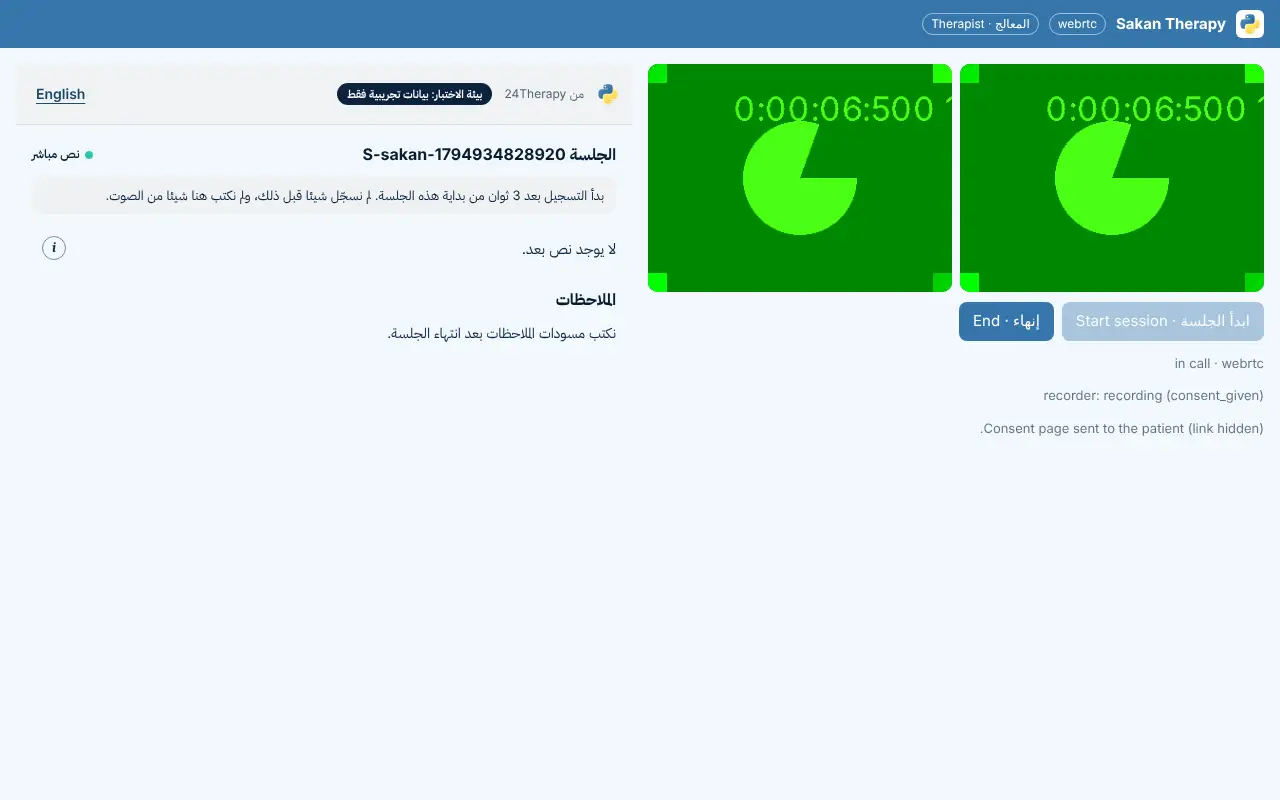 Sakan Therapy
webrtc
Therapist · المعالج
0:00:06:500
0:00:06:500
ابدأ الجلسة · Start session
إنهاء · End
in call · webrtc
recorder: recording (consent_given)
Consent page sent to the patient (link hidden).
من 24Therapy
بيئة الاختبار: بيانات تجريبية فقط
English
الجلسة S-sakan-1794934828920
نص مباشر
بدأ التسجيل بعد 3 ثوان من بداية هذه الجلسة. لم نسجّل شيئا قبل ذلك، ولم نكتب هنا شيئا من الصوت.
لا يوجد نص بعد.
i
الملاحظات
نكتب مسودات الملاحظات بعد انتهاء الجلسة.